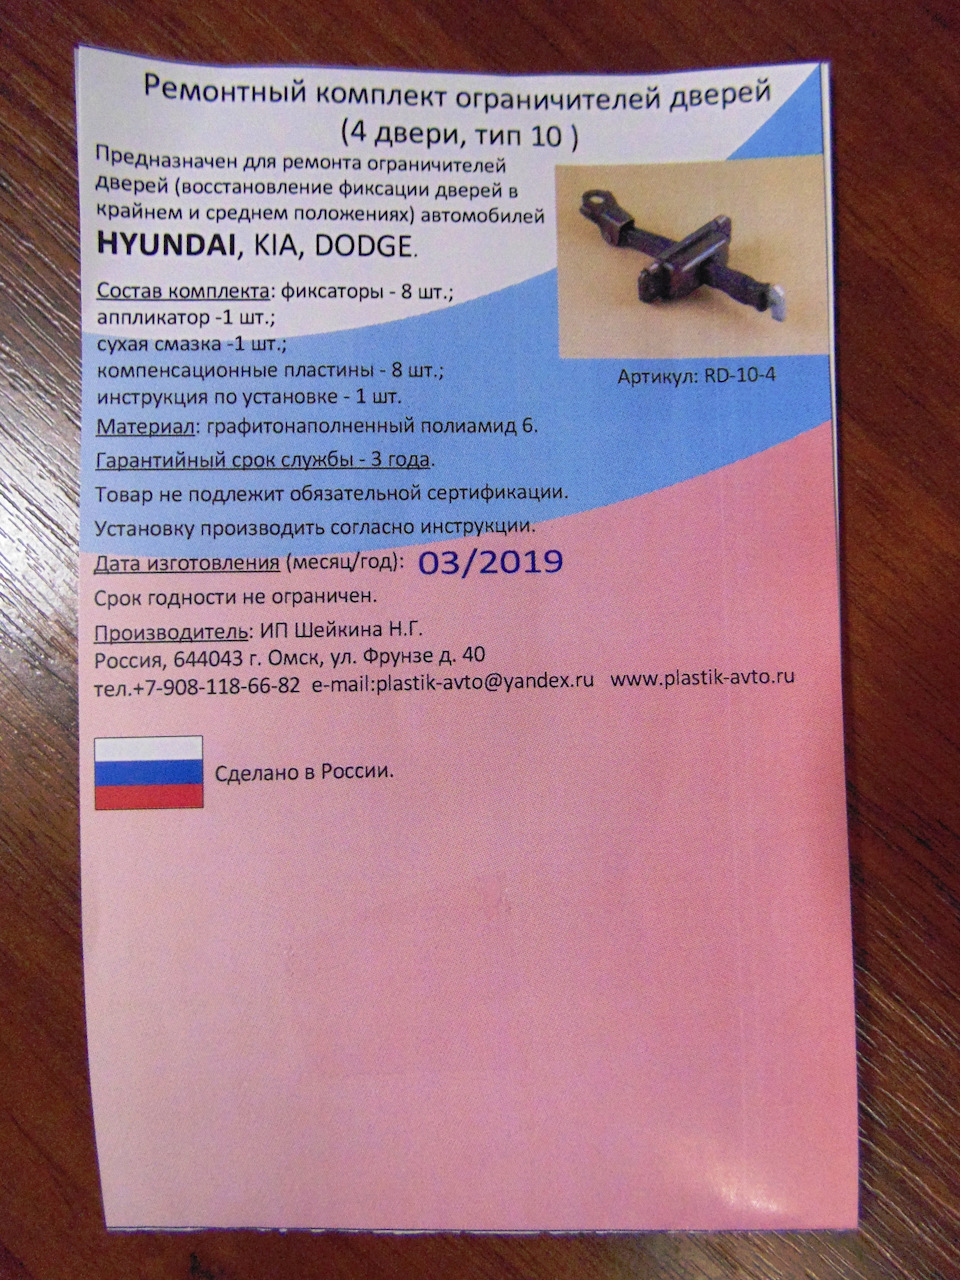 Ремонтный комплект ограничителей дверей
(4 двери, тип 10 )
Предназначен для ремонта ограничителей
дверей (восстановление фиксации дверей в
крайнем и среднем положениях) автомобилей
HYUNDAI, KIA, DODGE.
Состав комплекта: фиксаторы - 8 шт.;
аппликатор -1 шт.;
сухая смазка -1 шт.;
компенсационные пластины - 8 шт.;
инструкция по установке - 1 шт.
Артикул: RD-10-4
Материал: графитонаполненный полиамид 6.
Гарантийный срок службы - 3 года.
Товар не подлежит обязательной сертификации.
Установку производить согласно инструкции.
Дата изготовления (месяц/год): 03/2019
Срок годности не ограничен.
Производитель: ИП Шейкина Н.Г.
Россия, 644043 г. Омск, ул. Фрунзе д. 40
тел.+7-908-118-66-82 e-mail:plastik-avto@yandex.ru www.plastik-avto.ru
Сделано в России.